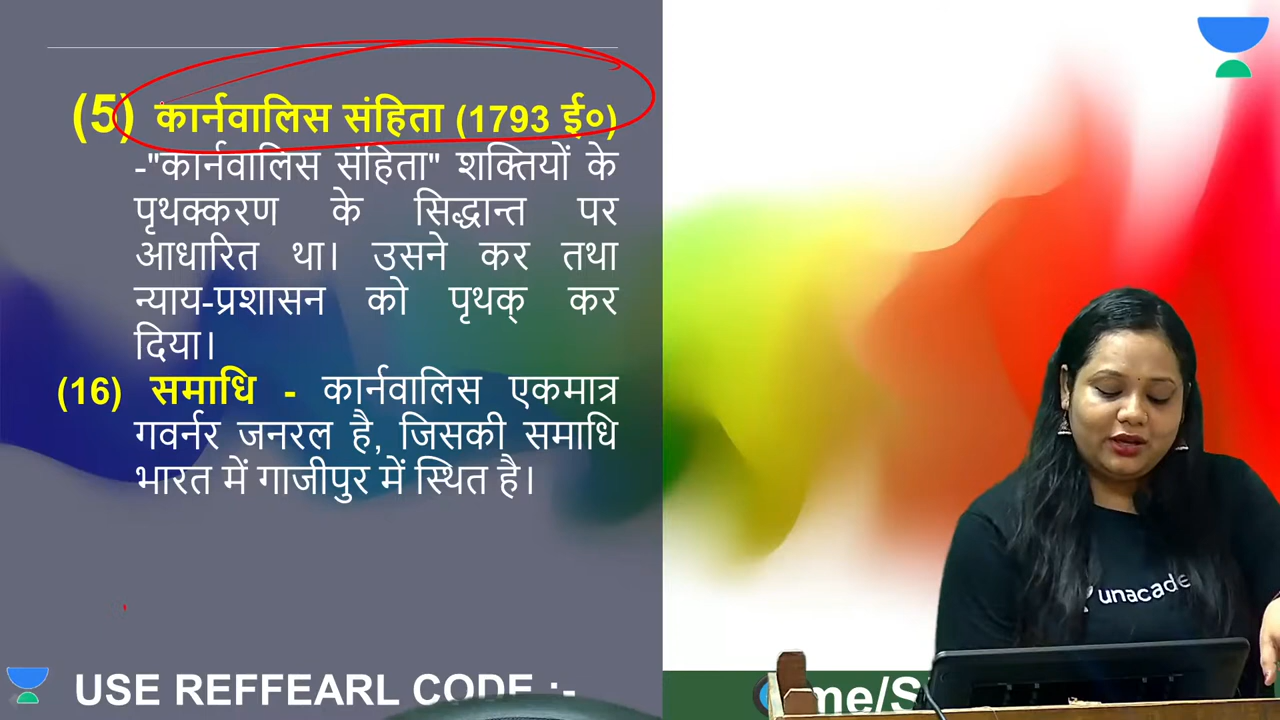 (5) कार्नवालिस संहिता (1793 ई०)
-"कार्नवालिस संहिता" शक्तियों के
पृथक्करण के सिद्धान्त पर
आधारित था। उसने कर तथा
न्याय-प्रशासन को पृथक् कर
दिया।
(16) समाधि - कार्नवालिस एकमात्र
गवर्नर जनरल है, जिसकी समाधि
भारत में गाजीपुर में स्थित है।
unacade
USE REFFEARL CODE :-
me/S